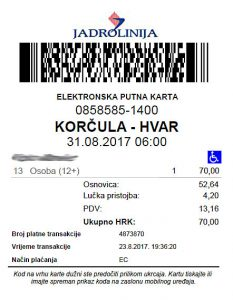 JADROLINIJA
ELEKTRONSKA PUTNA KARTA
0858585-1400
KORČULA - HVAR
31.08.2017 06:00
13 Osoba (12+) 1 70,00
Osnovica: 52,64
Lučka pristojba: 4,20
PDV: 13,16
Ukupno HRK: 70,00
Broj platne transakcije 4873870
Vrijeme transakcije 23.8.2017. 19:36:20
Način plaćanja EC
Kod na vrhu karte dužni ste predočiti prilikom ukrcaja. Kartu tiskajte ili
imajte spreman prikaz koda na zaslonu mobilnog uređaja.